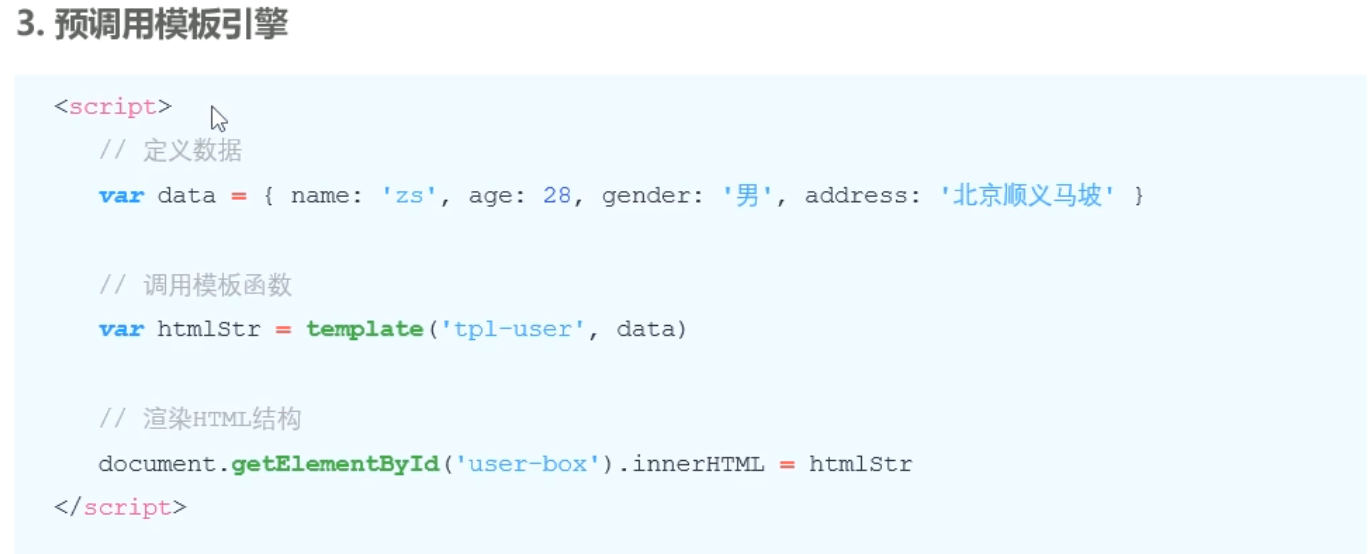 3. 预调用模板引擎
<script>
// 定义数据
var data = { name: 'zs', age: 28, gender: '男', address: '北京顺义马坡' }
// 调用模板函数
var htmlStr = template('tpl-user', data)
// 渲染HTML结构
document.getElementById('user-box').innerHTML = htmlStr
</script>